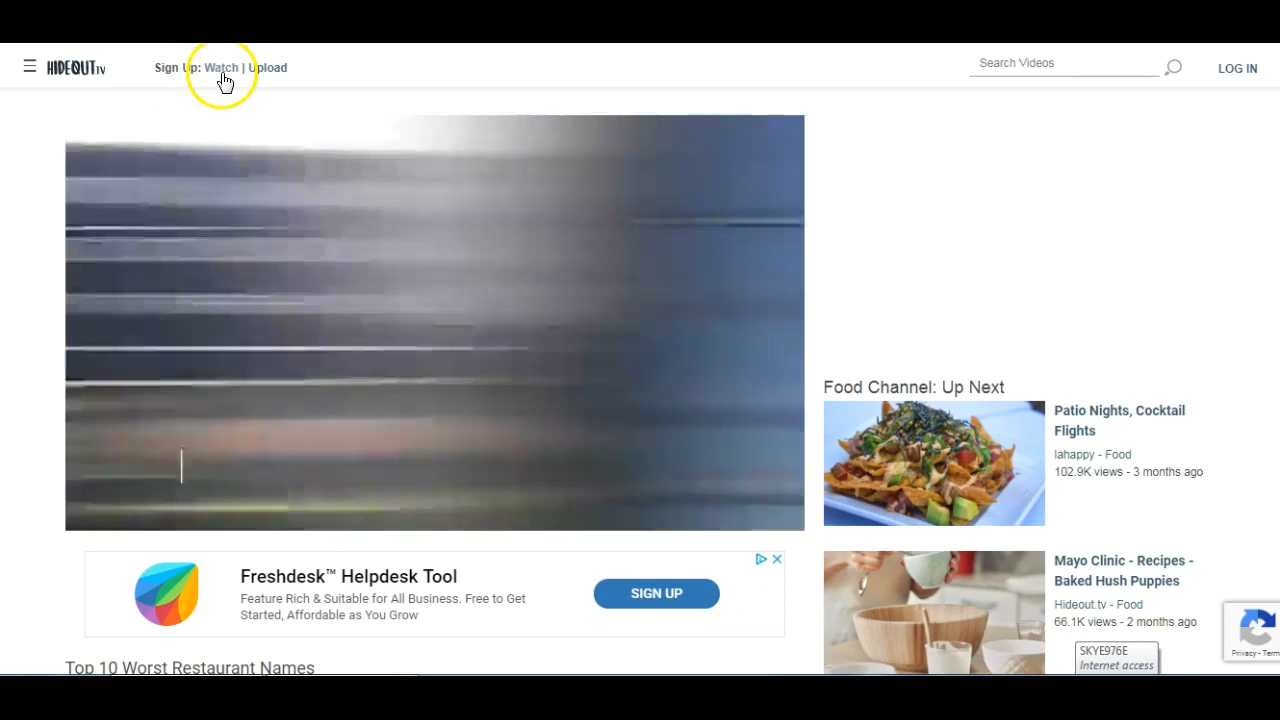 HIDEOUT.TV
Sign Up: Watch | Upload
Search Videos
LOG IN
Food Channel: Up Next
Patio Nights, Cocktail
Flights
lahappy - Food
102.9K views - 3 months ago
Freshdesk™ Helpdesk Tool
Feature Rich & Suitable for All Business. Free to Get
Started, Affordable as You Grow
SIGN UP
Mayo Clinic - Recipes -
Baked Hush Puppies
Hideout.tv - Food
66.1K views - 2 months ago
SKYE976E
Internet access
Privacy - Term
Top 10 Worst Restaurant Names